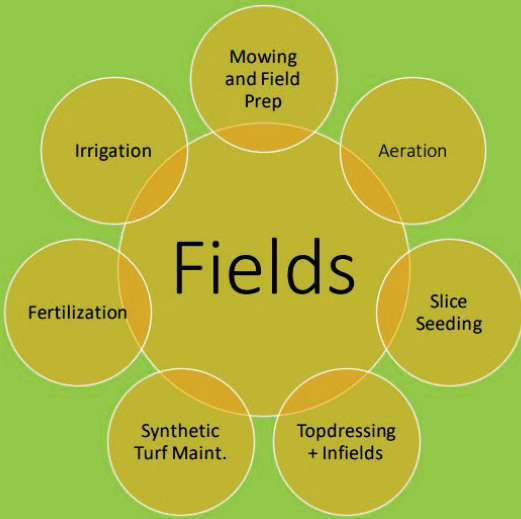 Mowing
and Field
Prep
Irrigation
Aeration
Fields
Fertilization
Slice
Seeding
Synthetic
Turf Maint.
Topdressing
+ Infields